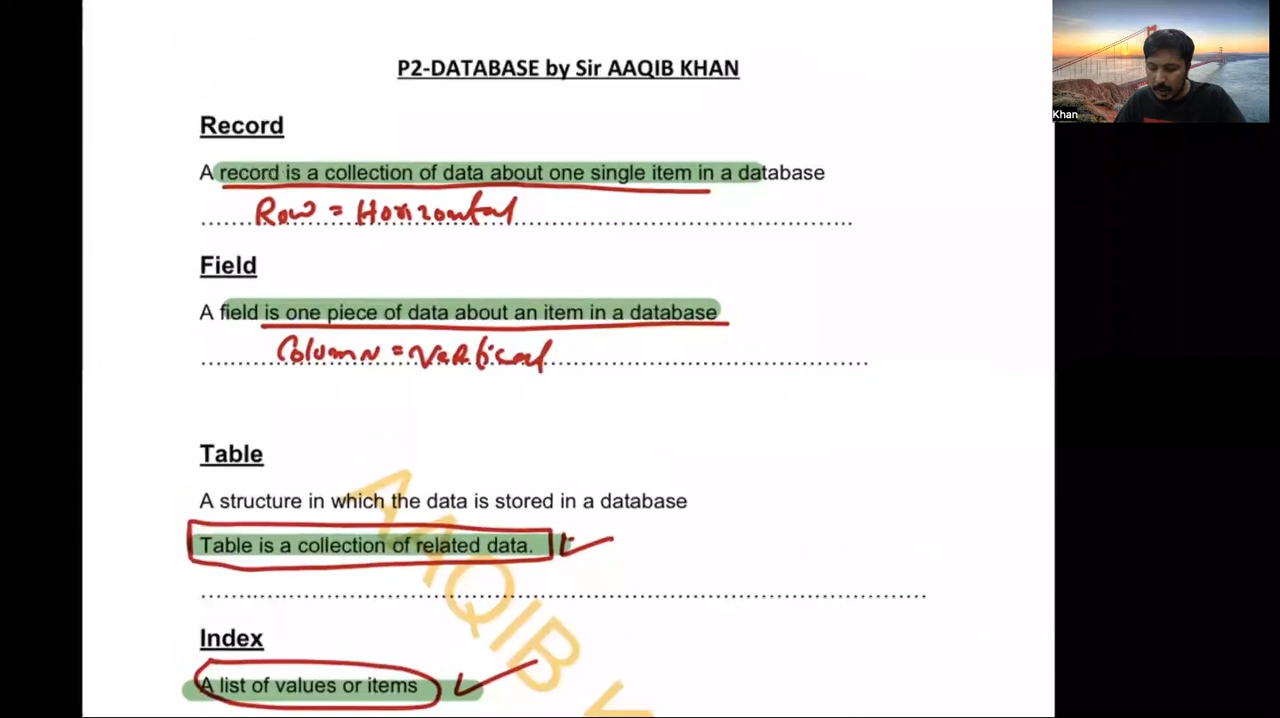 P2-DATABASE by Sir AAQIB KHAN
Khan
Record
A record is a collection of data about one single item in a database
Row = Horizontal
Field
A field is one piece of data about an item in a database
Column = Vertical
Table
A structure in which the data is stored in a database
Table is a collection of related data.
AAQIB K
Index
A list of values or items